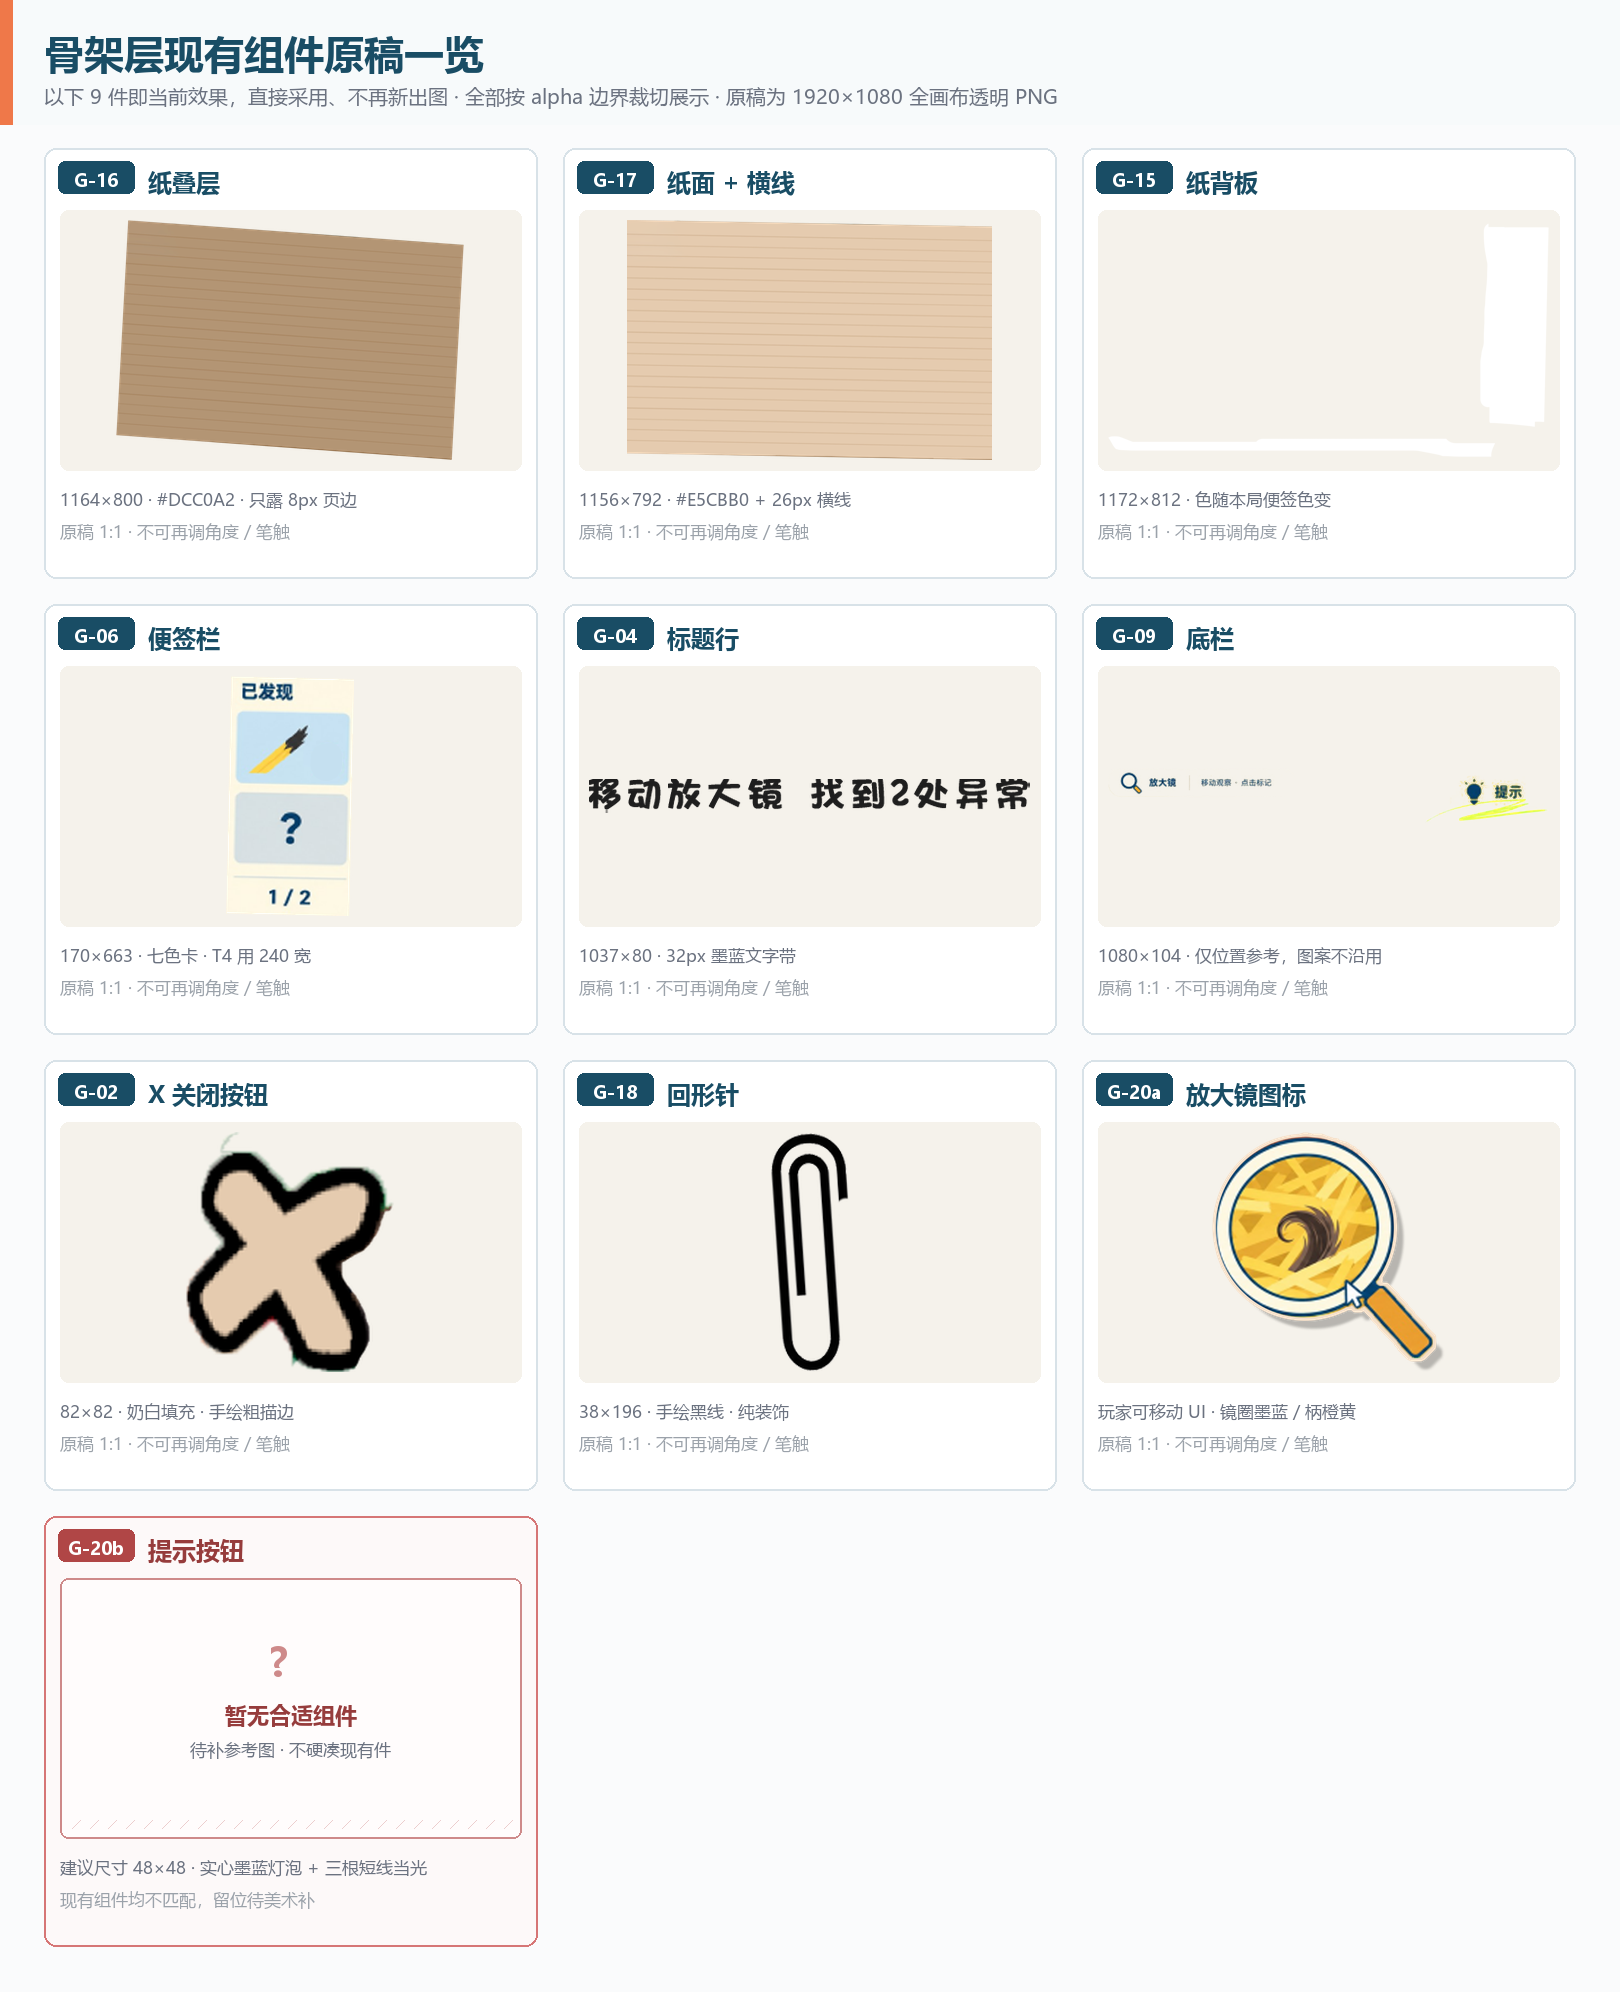 骨架层现有组件原稿一览
以下 9 件即当前效果，直接采用、不再新出图 · 全部按 alpha 边界裁切展示 · 原稿为 1920×1080 全画布透明 PNG
G-16 纸叠层
1164×800 · #DCC0A2 · 只露 8px 页边
原稿 1:1 · 不可再调角度 / 笔触
G-17 纸面 + 横线
1156×792 · #E5CBB0 + 26px 横线
原稿 1:1 · 不可再调角度 / 笔触
G-15 纸背板
1172×812 · 色随本局便签色变
原稿 1:1 · 不可再调角度 / 笔触
G-06 便签栏
已发现
?
1 / 2
170×663 · 七色卡 · T4 用 240 宽
原稿 1:1 · 不可再调角度 / 笔触
G-04 标题行
移动放大镜 找到2处异常
1037×80 · 32px 墨蓝文字带
原稿 1:1 · 不可再调角度 / 笔触
G-09 底栏
放大镜 移动观察 · 点击标记
提示
1080×104 · 仅位置参考，图案不沿用
原稿 1:1 · 不可再调角度 / 笔触
G-02 X 关闭按钮
82×82 · 奶白填充 · 手绘粗描边
原稿 1:1 · 不可再调角度 / 笔触
G-18 回形针
38×196 · 手绘黑线 · 纯装饰
原稿 1:1 · 不可再调角度 / 笔触
G-20a 放大镜图标
玩家可移动 UI · 镜圈墨蓝 / 柄橙黄
原稿 1:1 · 不可再调角度 / 笔触
G-20b 提示按钮
?
暂无合适组件
待补参考图 · 不硬凑现有件
建议尺寸 48×48 · 实心墨蓝灯泡 + 三根短线当光
现有组件均不匹配，留位待美术补